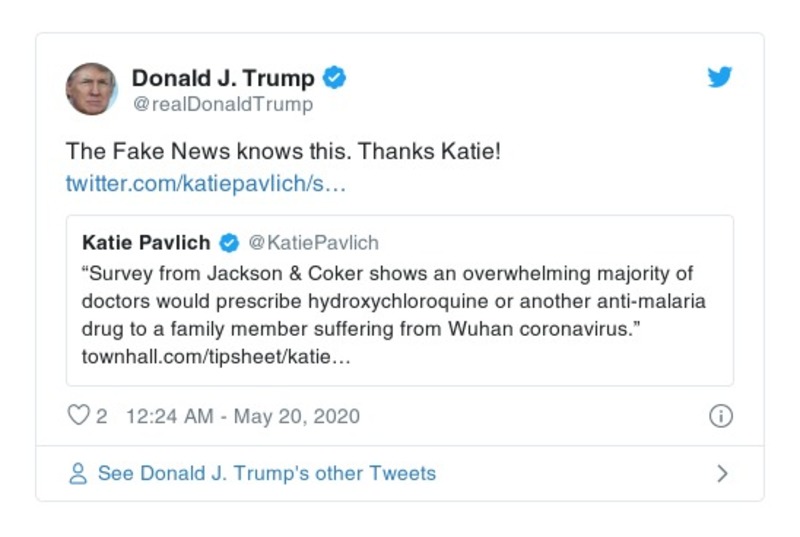 Donald J. Trump
@realDonaldTrump
The Fake News knows this. Thanks Katie!
twitter.com/katiepavlich/s…
Katie Pavlich @KatiePavlich
“Survey from Jackson & Coker shows an overwhelming majority of
doctors would prescribe hydroxychloroquine or another anti-malaria
drug to a family member suffering from Wuhan coronavirus.”
townhall.com/tipsheet/katie…
2 12:24 AM - May 20, 2020
See Donald J. Trump's other Tweets